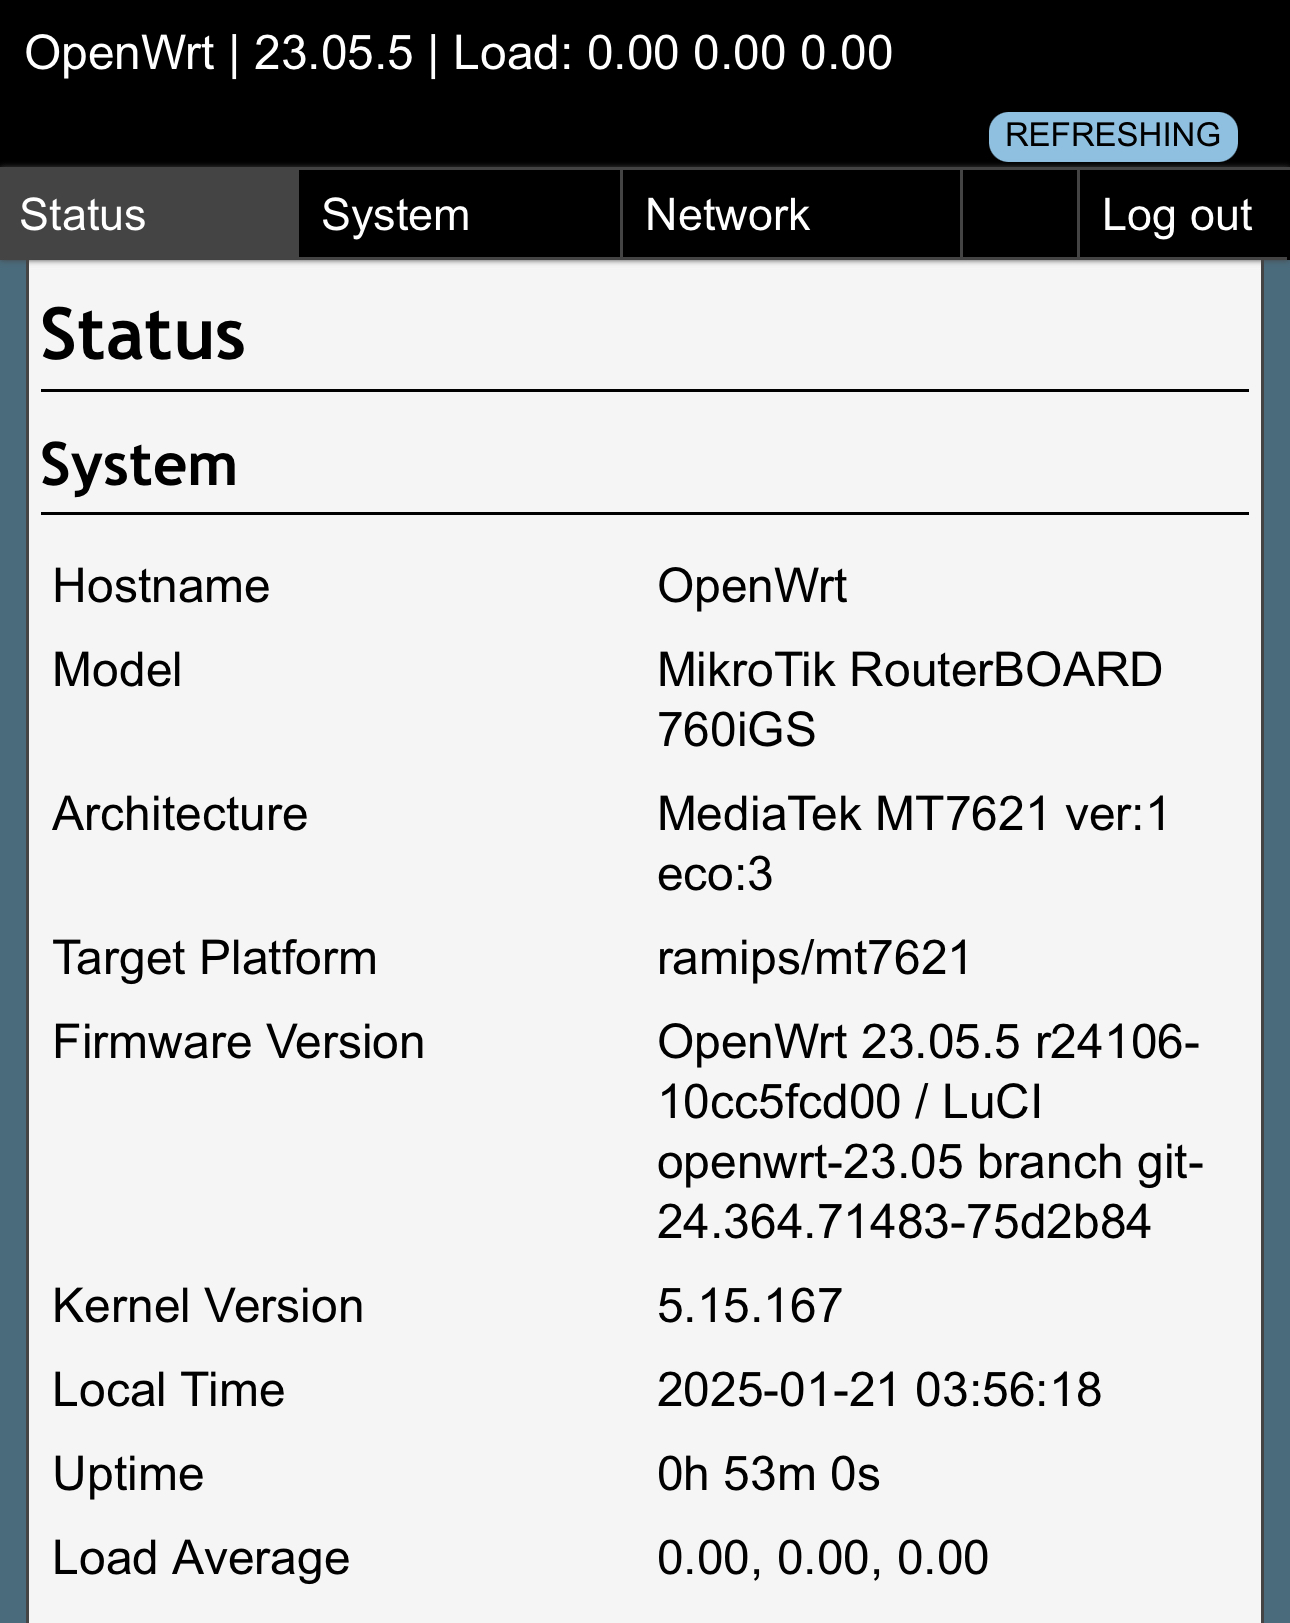 OpenWrt | 23.05.5 | Load: 0.00 0.00 0.00
REFRESHING
Status
System
Network
Log out
Status
System
Hostname
OpenWrt
Model
MikroTik RouterBOARD
760iGS
Architecture
MediaTek MT7621 ver:1
eco:3
Target Platform
ramips/mt7621
Firmware Version
OpenWrt 23.05.5 r24106-
10cc5fcd00 / LuCI
openwrt-23.05 branch git-
24.364.71483-75d2b84
Kernel Version
5.15.167
Local Time
2025-01-21 03:56:18
Uptime
0h 53m 0s
Load Average
0.00, 0.00, 0.00